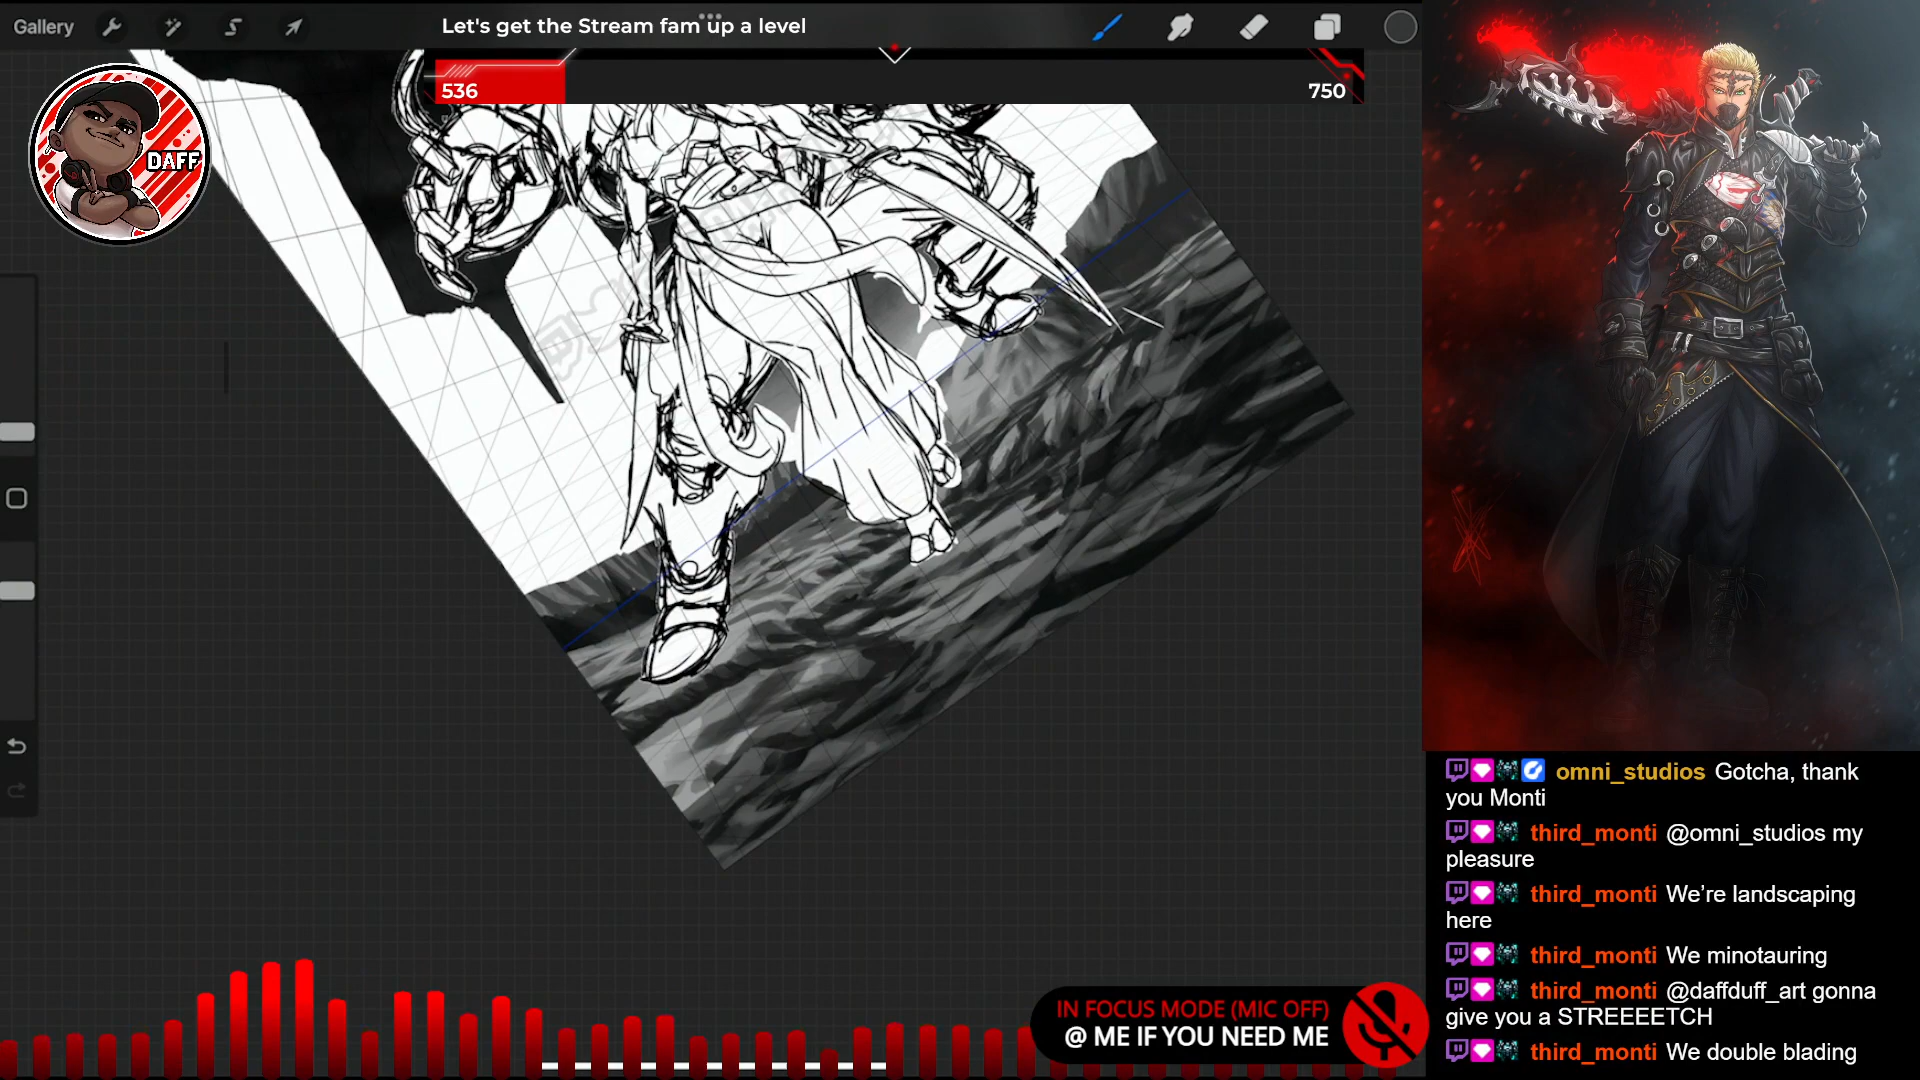 Gallery
Let's get the Stream fam up a level
536
750
DAFF
omni_studios Gotcha, thank
you Monti
third_monti @omni_studios my
pleasure
third_monti We’re landscaping
here
third_monti We minotauring
third_monti @daffduff_art gonna
give you a STREEEETCH
third_monti We double blading
IN FOCUS MODE (MIC OFF)
@ ME IF YOU NEED ME